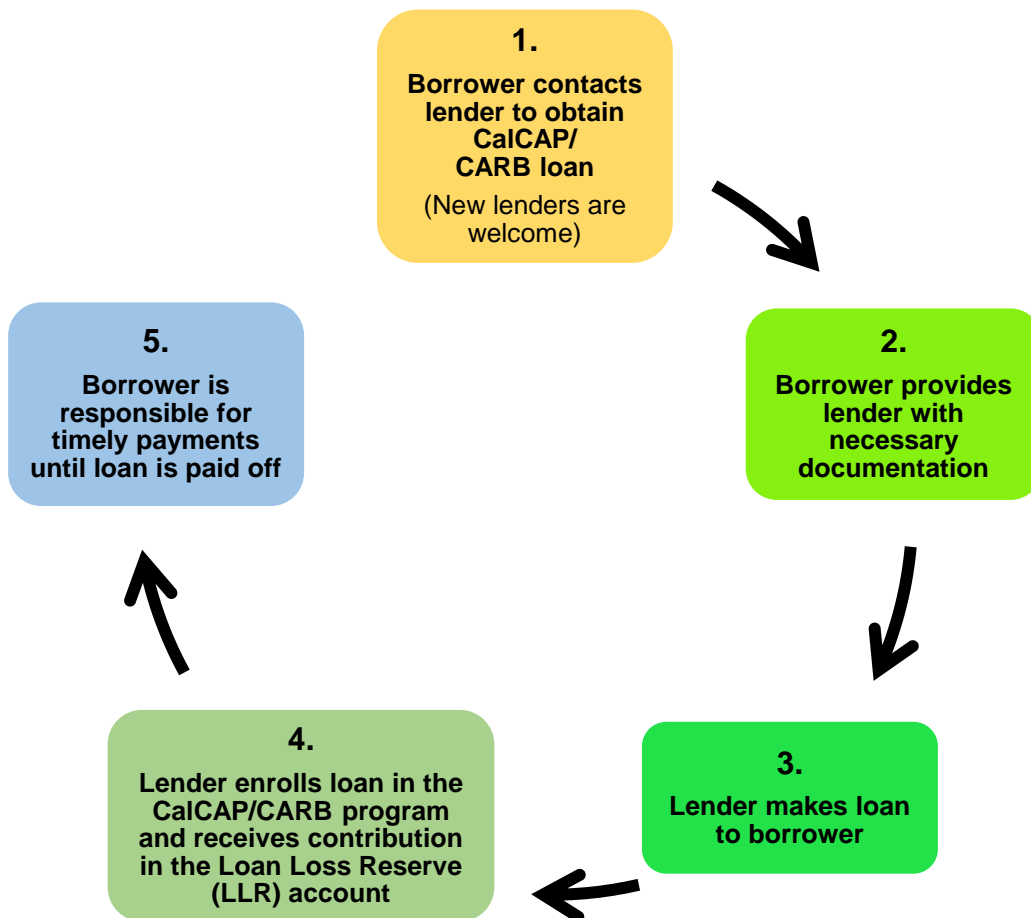 1.
Borrower contacts
lender to obtain
CalCAP/
CARB loan
(New lenders are
welcome)
2.
Borrower provides
lender with
necessary
documentation
3.
Lender makes loan
to borrower
4.
Lender enrolls loan in the
CalCAP/CARB program
and receives contribution
in the Loan Loss Reserve
(LLR) account
5.
Borrower is
responsible for
timely payments
until loan is paid off